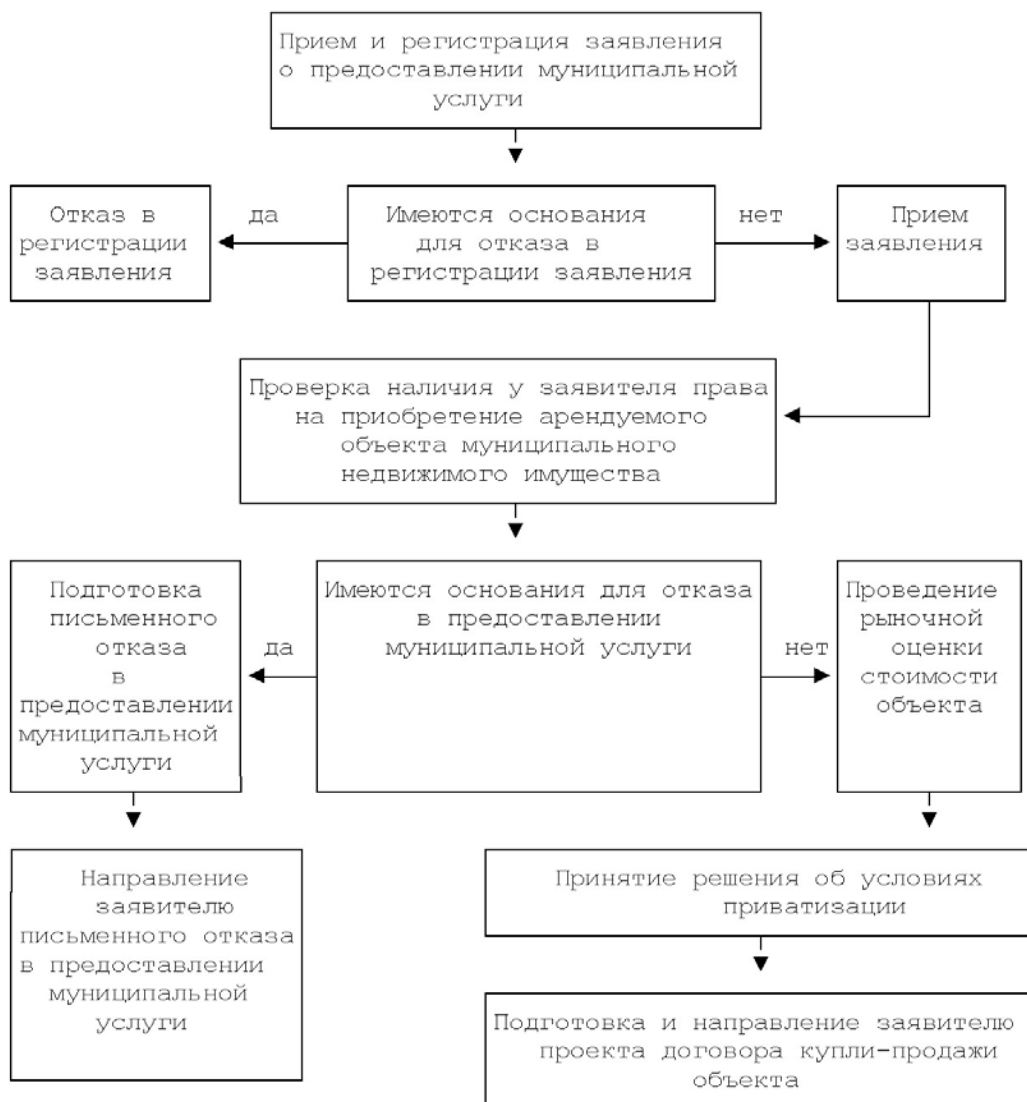 Прием и регистрация заявления
о предоставлении муниципальной
услуги
Отказ в
регистрации
заявления
да
Имеются основания
для отказа в
регистрации заявления
нет
Прием
заявления
Проверка наличия у заявителя права
на приобретение арендуемого
объекта муниципального
недвижимого имущества
Подготовка
письменного
отказа
в
предоставлении
муниципальной
услуги
да
Имеются основания для отказа
в предоставлении
муниципальной услуги
нет
Проведение
рыночной
оценки
стоимости
объекта
Направление
заявителю
письменного отказа
в предоставлении
муниципальной
услуги
Принятие решения об условиях
приватизации
Подготовка и направление заявителю
проекта договора купли-продажи
объекта